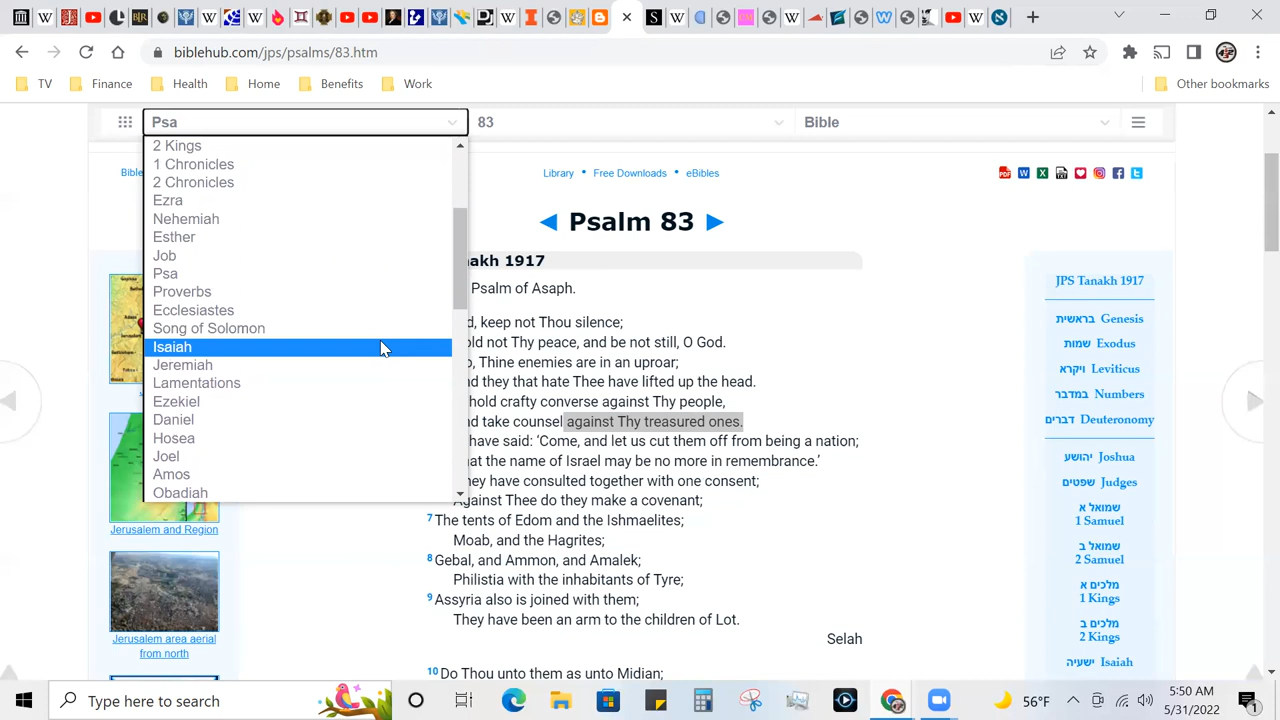 biblehub.com/jps/psalms/83.htm
TV
Finance
Health
Home
Benefits
Work
Other bookmarks
Psa
83
Bible
2 Kings
1 Chronicles
2 Chronicles
Ezra
Nehemiah
Esther
Job
Psa
Proverbs
Ecclesiastes
Song of Solomon
Isaiah
Jeremiah
Lamentations
Ezekiel
Daniel
Hosea
Joel
Amos
Obadiah
Library • Free Downloads • eBibles
◄ Psalm 83 ►
1917
Psalm of Asaph.
keep not Thou silence;
not Thy peace, and be not still, O God.
Thine enemies are in an uproar;
they that hate Thee have lifted up the head.
crafty converse against Thy people,
take counsel against Thy treasured ones.
have said: ‘Come, and let us cut them off from being a nation;
the name of Israel may be no more in remembrance.’
have consulted together with one consent;
Against Thee do they make a covenant;
7 The tents of Edom and the Ishmaelites;
Moab, and the Hagrites;
8 Gebal, and Ammon, and Amalek;
Philistia with the inhabitants of Tyre;
9 Assyria also is joined with them;
They have been an arm to the children of Lot.
Selah
10 Do Thou unto them as unto Midian;
Jerusalem and Region
Jerusalem area aerial
from north
JPS Tanakh 1917
בראשית Genesis
שמות Exodus
ויקרא Leviticus
במדבר Numbers
דברים Deuteronomy
יהושע Joshua
שפטים Judges
שמואל א
1 Samuel
שמואל ב
2 Samuel
מלכים א
1 Kings
מלכים ב
2 Kings
ישעיה Isaiah
Type here to search
56°F
5:50 AM
5/31/2022